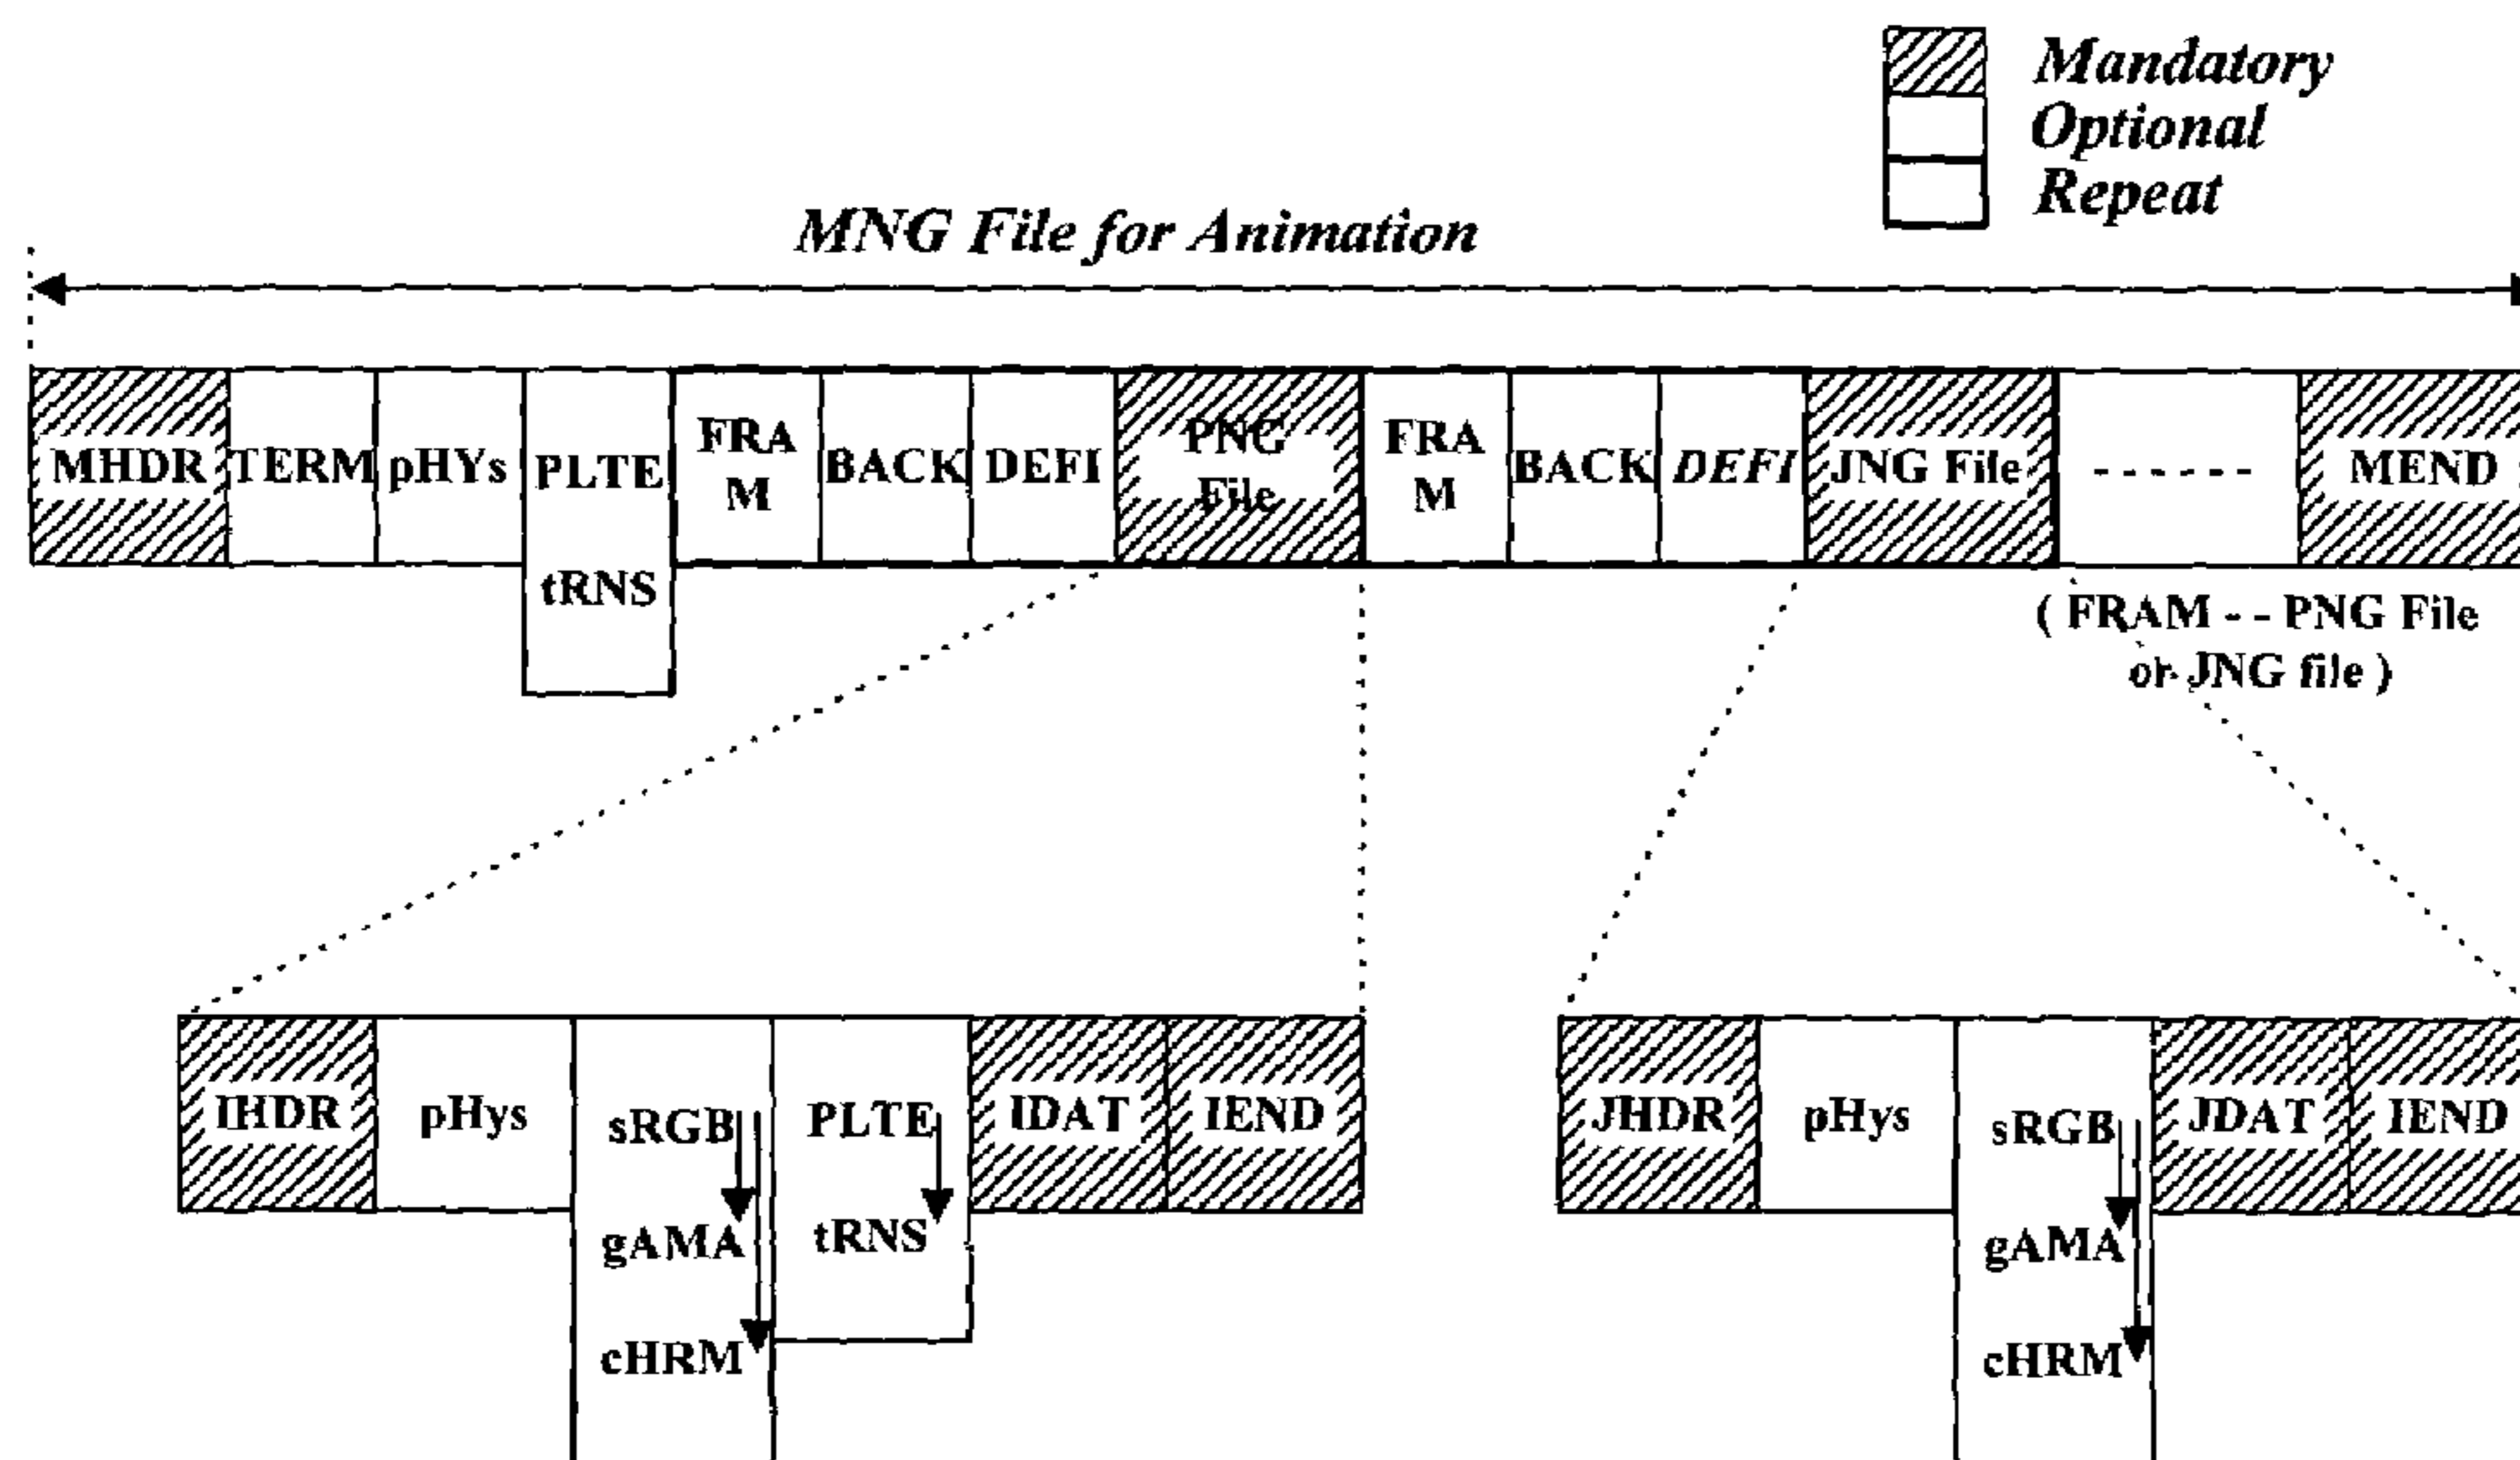 Mandatory
Optional
Repeat
MNG File for Animation
MHDR
TERM
pHYs
PLTE
tRNS
FRA
M
BACK
DEFI
PNG
File
FRA
M
BACK
DEFI
JNG File
------
MEND
( FRAM - - PNG File
or JNG file )
IHDR
pHys
sRGB
gAMA
cHRM
PLTE
tRNS
IDAT
IEND
JHDR
pHys
sRGB
gAMA
cHRM
JDAT
IEND